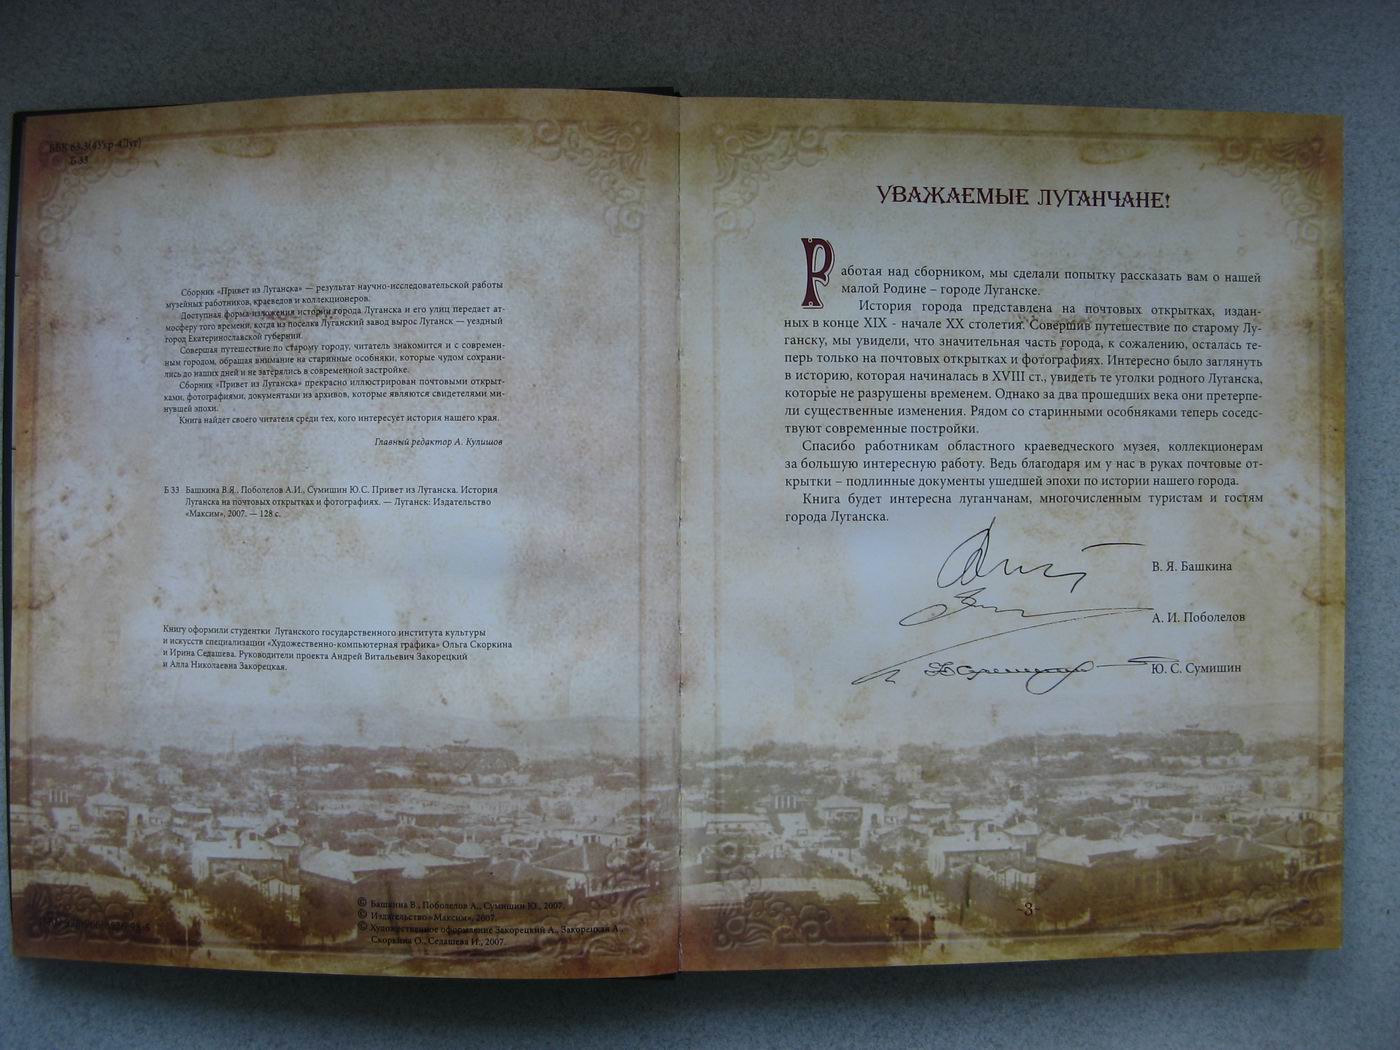 ББК 63.3(4Укр-4Луг)
Б 33
Сборник «Привет из Луганска» — результат научно-исследовательской работы
музейных работников, краеведов и коллекционеров.
Доступная форма изложения истории города Луганска и его улиц передает ат-
мосферу того времени, когда из поселка Луганский завод вырос Луганск — уездный
город Екатеринославской губернии.
Совершая путешествие по старому городу, читатель знакомится и с современ-
ным городом, обращая внимание на старинные особняки, которые чудом сохрани-
лись до наших дней и не затерялись в современной застройке.
Сборник «Привет из Луганска» прекрасно иллюстрирован почтовыми открыт-
ками, фотографиями, документами из архивов, которые являются свидетелями ми-
нувшей эпохи.
Книга найдет своего читателя среди тех, кого интересует история нашего края.
Главный редактор А. Кулишов
Б 33 Башкина В.Я., Поболелов А.И., Сумишин Ю.С. Привет из Луганска. История
Луганска на почтовых открытках и фотографиях. — Луганск: Издательство
«Максим», 2007. — 128 с.
Книгу оформили студентки Луганского государственного института культуры
и искусств специализации «Художественно-компьютерная графика» Ольга Скоркина
и Ирина Седашева. Руководители проекта Андрей Витальевич Закорецкий
и Алла Николаевна Закорецкая.
© Башкина В., Поболелов А., Сумишин Ю., 2007.
© Издательство «Максим», 2007.
© Художественное оформление Закорецкий А., Закорецкая А.,
Скоркина О., Седашева И., 2007.
УВАЖАЕМЫЕ ЛУГАНЧАНЕ!
Работая над сборником, мы сделали попытку рассказать вам о нашей
малой Родине – городе Луганске.
История города представлена на почтовых открытках, издан-
ных в конце XIX - начале XX столетия. Совершив путешествие по старому Лу-
ганску, мы увидели, что значительная часть города, к сожалению, осталась те-
перь только на почтовых открытках и фотографиях. Интересно было заглянуть
в историю, которая начиналась в XVIII ст., увидеть те уголки родного Луганска,
которые не разрушены временем. Однако за два прошедших века они претерпе-
ли существенные изменения. Рядом со старинными особняками теперь соседс-
твуют современные постройки.
Спасибо работникам областного краеведческого музея, коллекционерам
за большую интересную работу. Ведь благодаря им у нас в руках почтовые от-
крытки – подлинные документы ушедшей эпохи по истории нашего города.
Книга будет интересна луганчанам, многочисленным туристам и гостям
города Луганска.
В. Я. Башкина
А. И. Поболелов
Ю. С. Сумишин
-3-